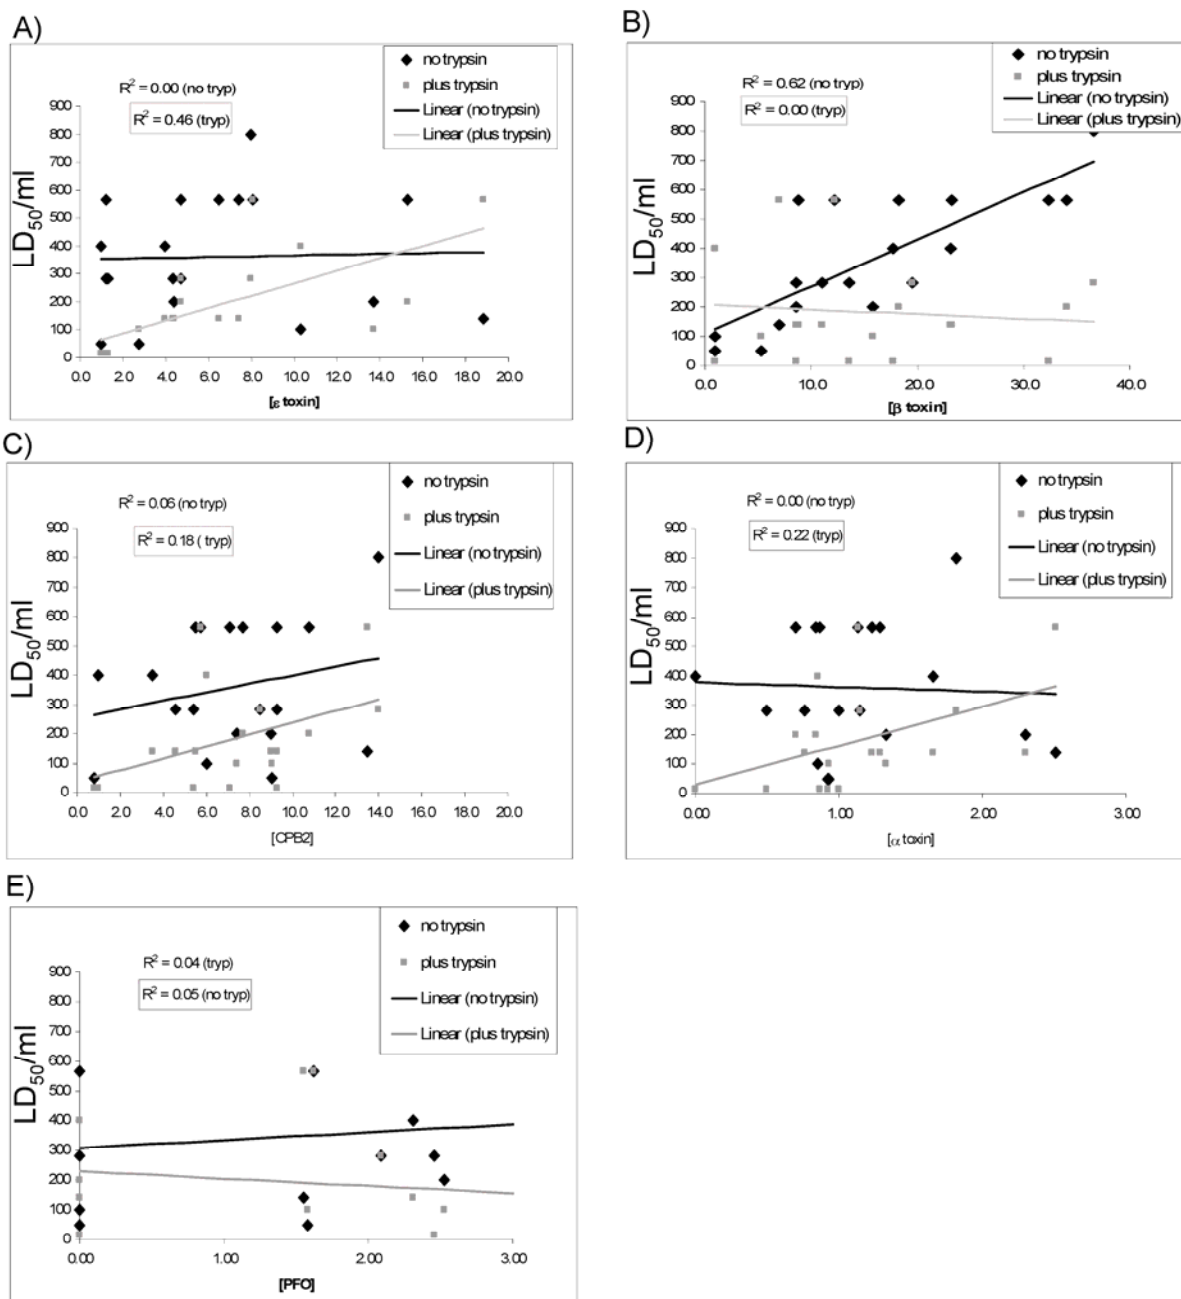 A)
no trypsin
plus trypsin
Linear (no trypsin)
Linear (plus trypsin)
R² = 0.00 (no tryp)
R² = 0.46 (tryp)
LD₅₀/ml
900
800
700
600
500
400
300
200
100
0
0.0 2.0 4.0 6.0 8.0 10.0 12.0 14.0 16.0 18.0 20.0
[ε toxin]
B)
no trypsin
plus trypsin
Linear (no trypsin)
Linear (plus trypsin)
R² = 0.62 (no tryp)
R² = 0.00 (tryp)
LD₅₀/ml
900
800
700
600
500
400
300
200
100
0
0.0 10.0 20.0 30.0 40.0
[β toxin]
C)
no trypsin
plus trypsin
Linear (no trypsin)
Linear (plus trypsin)
R² = 0.06 (no tryp)
R² = 0.18 ( tryp)
LD₅₀/ml
900
800
700
600
500
400
300
200
100
0
0.0 2.0 4.0 6.0 8.0 10.0 12.0 14.0 16.0 18.0 20.0
[CPB2]
D)
no trypsin
plus trypsin
Linear (no trypsin)
Linear (plus trypsin)
R² = 0.00 (no tryp)
R² = 0.22 (tryp)
LD₅₀/ml
900
800
700
600
500
400
300
200
100
0
0.00 1.00 2.00 3.00
[α toxin]
E)
no trypsin
plus trypsin
Linear (no trypsin)
Linear (plus trypsin)
R² = 0.04 (tryp)
R² = 0.05 (no tryp)
LD₅₀/ml
900
800
700
600
500
400
300
200
100
0
0.00 1.00 2.00 3.00
[PFO]